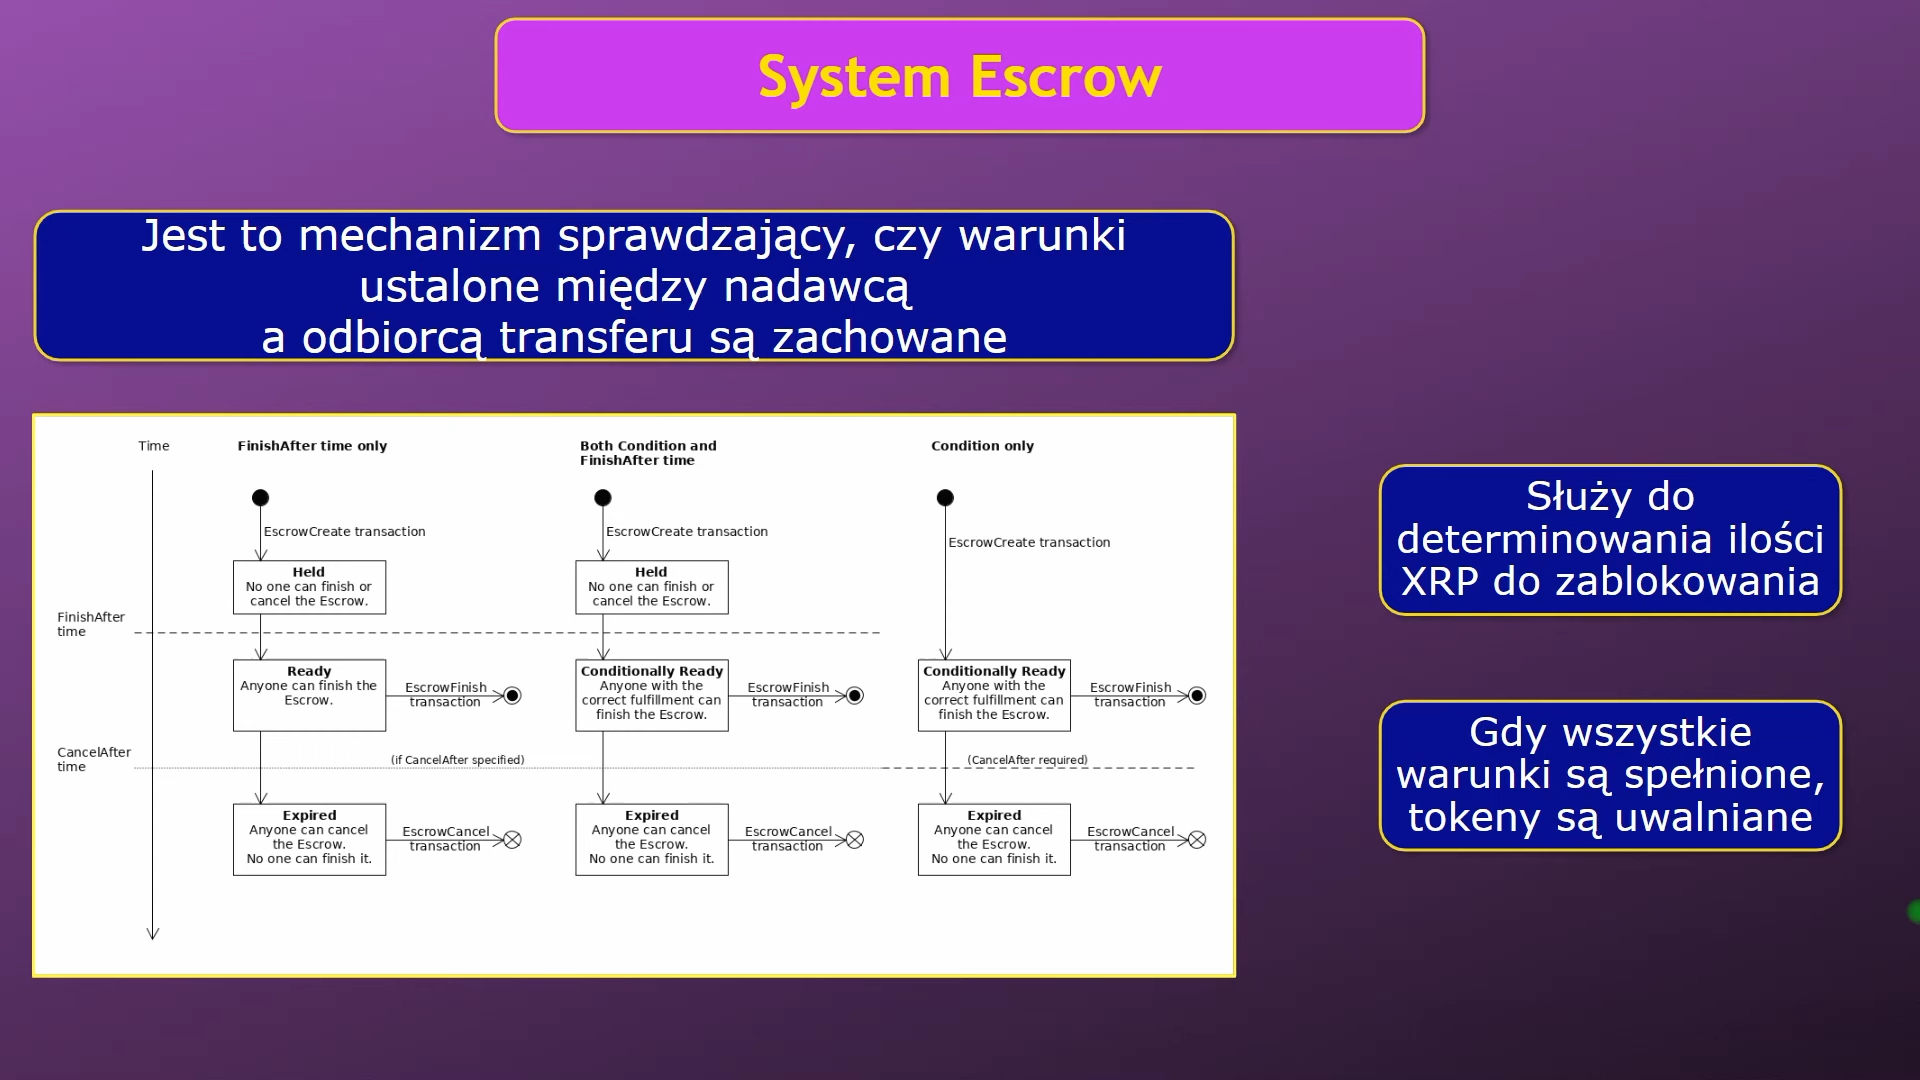 System Escrow
Jest to mechanizm sprawdzający, czy warunki
ustalone między nadawcą
a odbiorcą transferu są zachowane
Time
FinishAfter time only
Both Condition and
FinishAfter time
Condition only
EscrowCreate transaction
EscrowCreate transaction
EscrowCreate transaction
Held
No one can finish or
cancel the Escrow.
Held
No one can finish or
cancel the Escrow.
FinishAfter
time
Ready
Anyone can finish the
Escrow.
EscrowFinish
transaction
Conditionally Ready
Anyone with the
correct fulfillment can
finish the Escrow.
EscrowFinish
transaction
Conditionally Ready
Anyone with the
correct fulfillment can
finish the Escrow.
EscrowFinish
transaction
CancelAfter
time
(if CancelAfter specified)
(CancelAfter required)
Expired
Anyone can cancel
the Escrow.
No one can finish it.
EscrowCancel
transaction
Expired
Anyone can cancel
the Escrow.
No one can finish it.
EscrowCancel
transaction
Expired
Anyone can cancel
the Escrow.
No one can finish it.
EscrowCancel
transaction
Służy do
determinowania ilości
XRP do zablokowania
Gdy wszystkie
warunki są spełnione,
tokeny są uwalniane